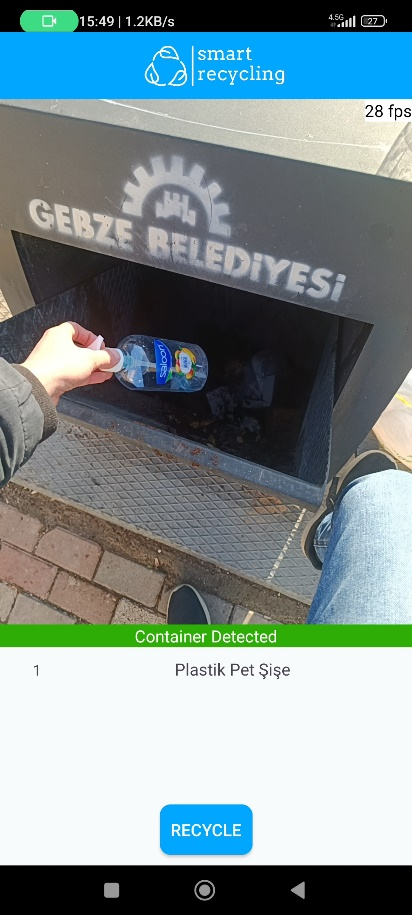 15:49 | 1.2KB/s
4.5G
27
smart
recycling
28 fps
GEBZE BELEDİYESİ
saloon
Container Detected
1 Plastik Pet Şişe
RECYCLE